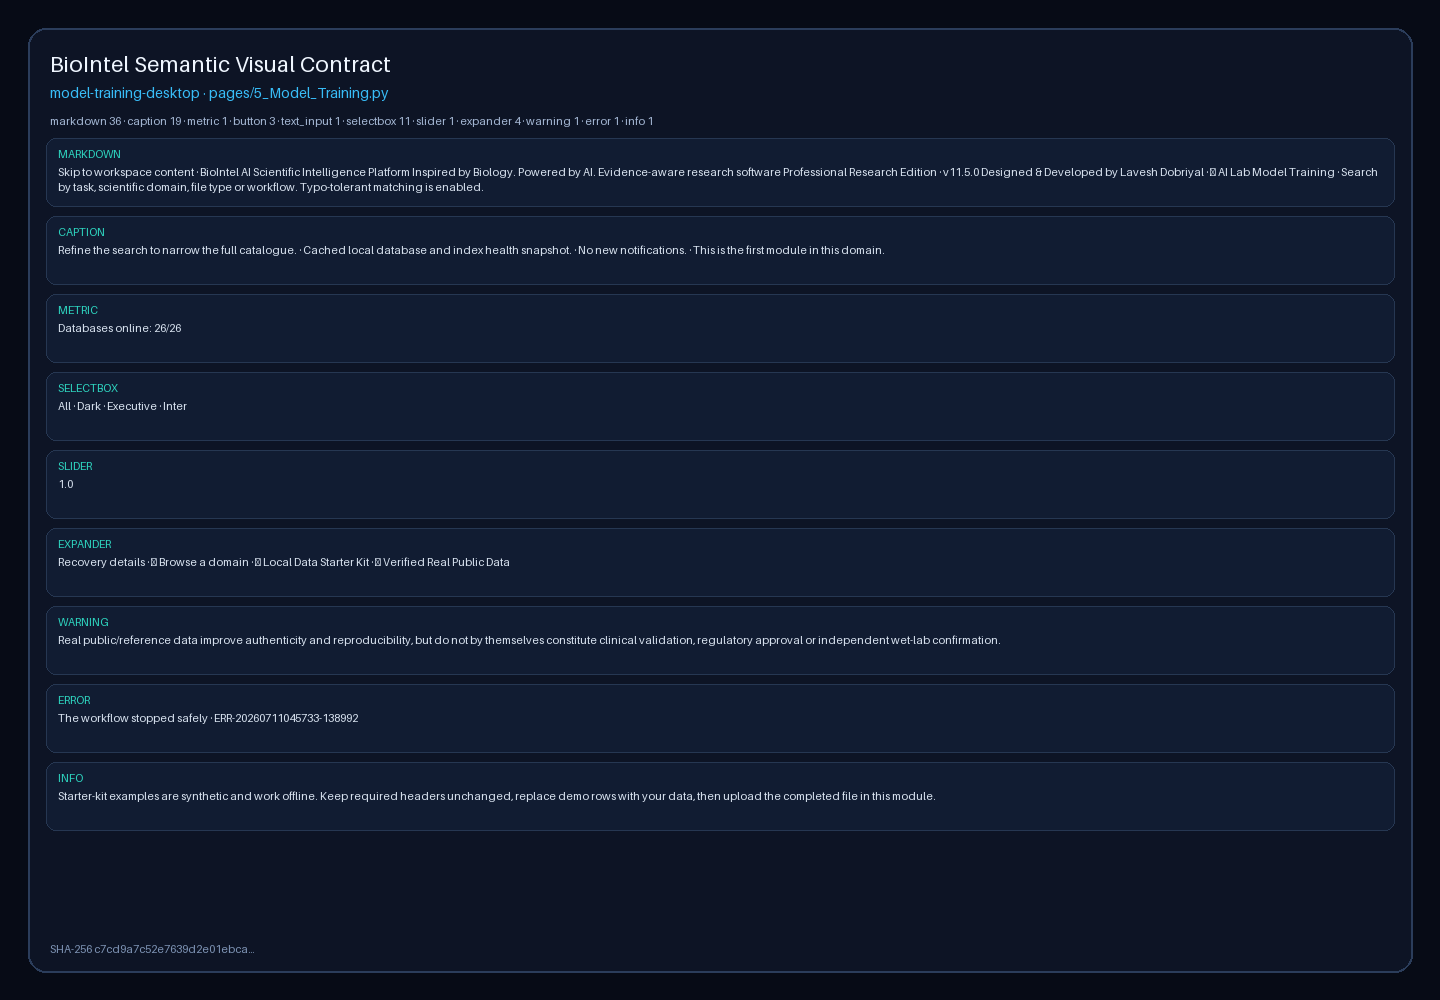 BioIntel Semantic Visual Contract
model-training-desktop · pages/5_Model_Training.py
markdown 36 · caption 19 · metric 1 · button 3 · text_input 1 · selectbox 11 · slider 1 · expander 4 · warning 1 · error 1 · info 1
MARKDOWN
Skip to workspace content · BioIntel AI Scientific Intelligence Platform Inspired by Biology. Powered by AI. Evidence-aware research software Professional Research Edition · v11.5.0 Designed & Developed by Lavesh Dobriyal · AI Lab Model Training · Search
by task, scientific domain, file type or workflow. Typo-tolerant matching is enabled.
CAPTION
Refine the search to narrow the full catalogue. · Cached local database and index health snapshot. · No new notifications. · This is the first module in this domain.
METRIC
Databases online: 26/26
SELECTBOX
All · Dark · Executive · Inter
SLIDER
1.0
EXPANDER
Recovery details · Browse a domain · Local Data Starter Kit · Verified Real Public Data
WARNING
Real public/reference data improve authenticity and reproducibility, but do not by themselves constitute clinical validation, regulatory approval or independent wet-lab confirmation.
ERROR
The workflow stopped safely · ERR-20260711045733-138992
INFO
Starter-kit examples are synthetic and work offline. Keep required headers unchanged, replace demo rows with your data, then upload the completed file in this module.
SHA-256 c7cd9a7c52e7639d2e01ebca…